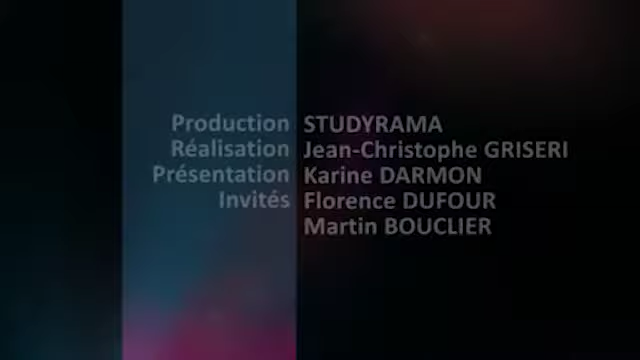 Production STUDYRAMA
Réalisation Jean-Christophe GRISERI
Présentation Karine DARMON
Invités Florence DUFOUR
Martin BOUCLIER